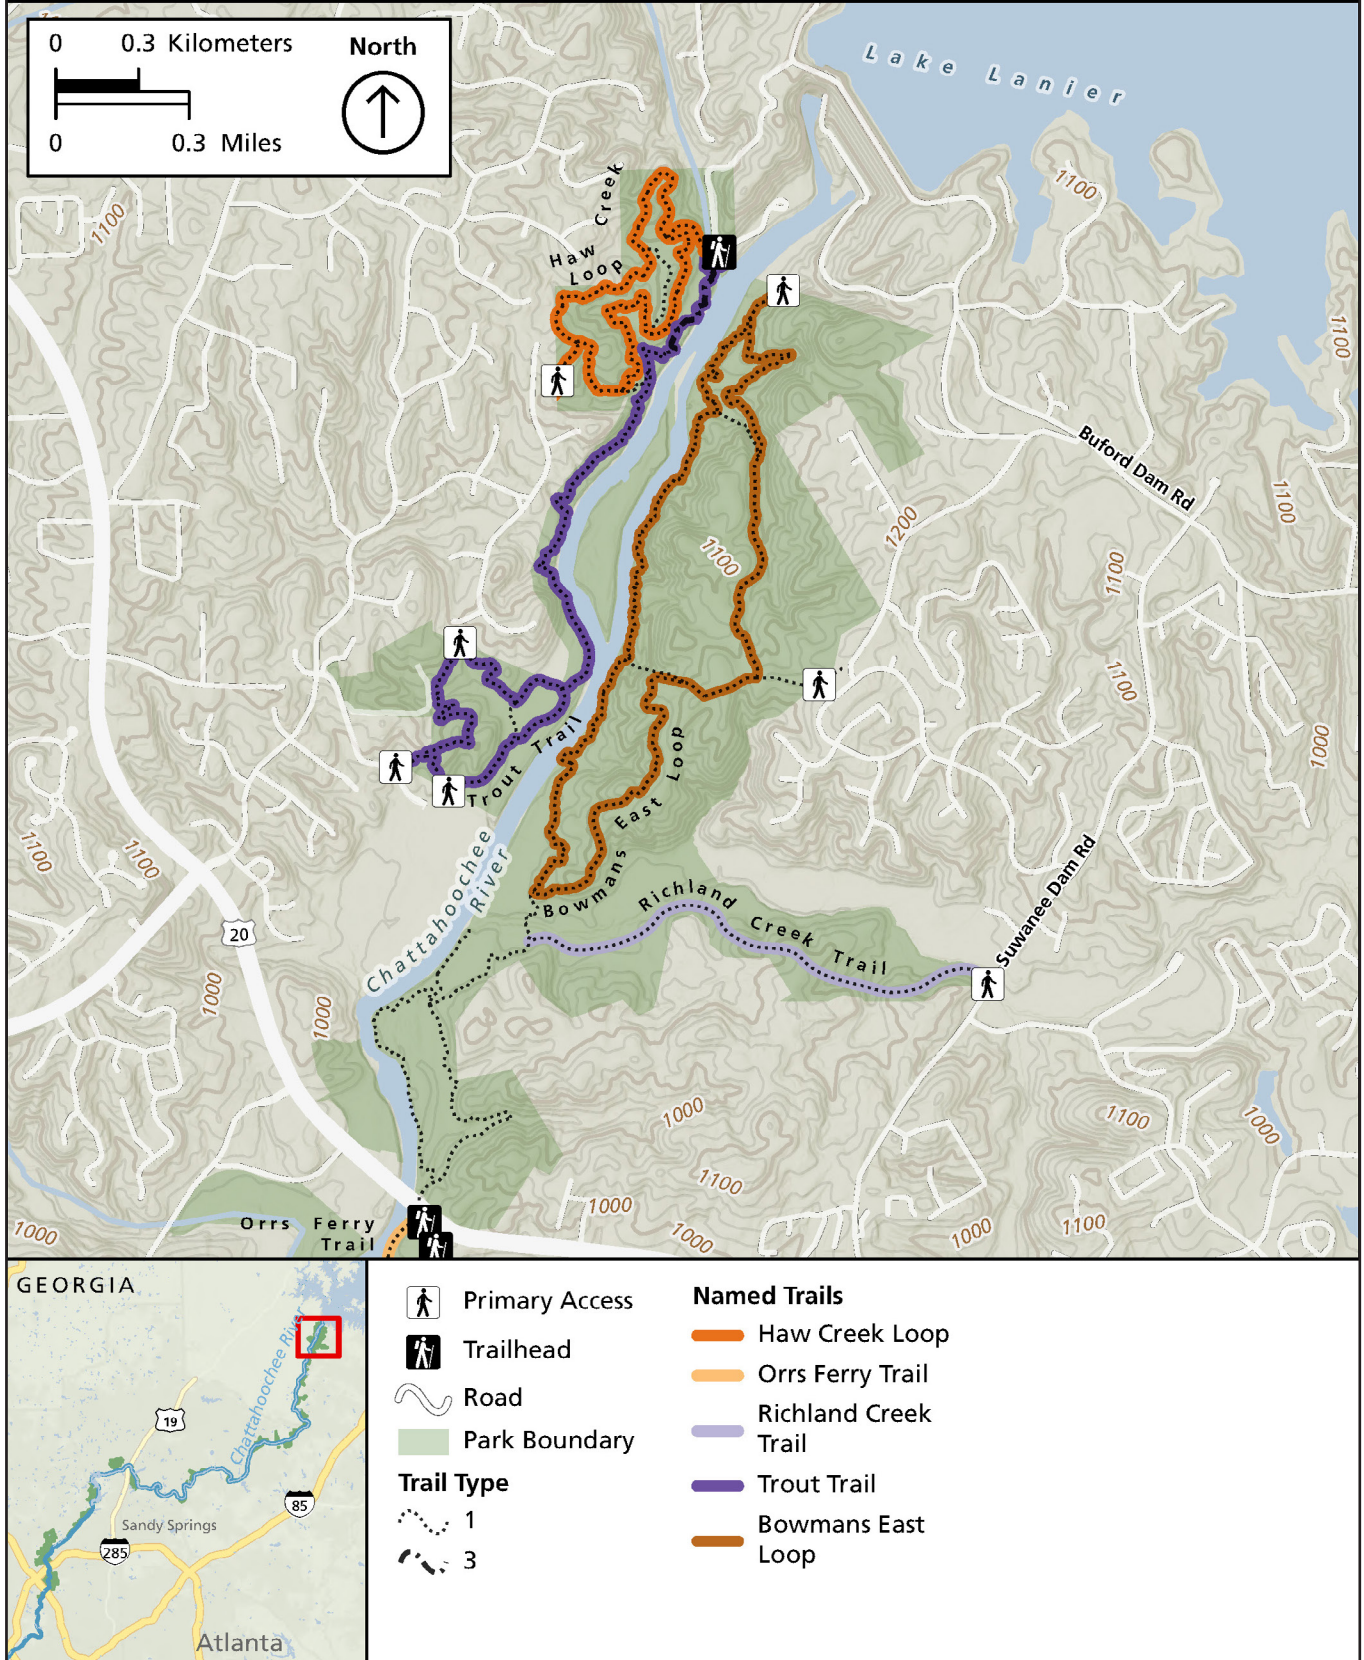 0 0.3 Kilometers
0 0.3 Miles
North
Lake Lanier
1100
1100
Haw Creek
Loop
1100
Buford Dam Rd
1100
1200
1100
1100
1100
1000
Trout Trail
Bowmans East Loop
Chattahoochee
River
Richland Creek Trail
Suwanee Dam Rd
1100
1100
20
1000
1000
1000
1100
1000
1100
1000
1000
1000
1100
1000
Orrs Ferry
Trail
GEORGIA
Chattahoochee River
19
85
Sandy Springs
285
Atlanta
Primary Access
Trailhead
Road
Park Boundary
Trail Type
1
3
Named Trails
Haw Creek Loop
Orrs Ferry Trail
Richland Creek
Trail
Trout Trail
Bowmans East
Loop